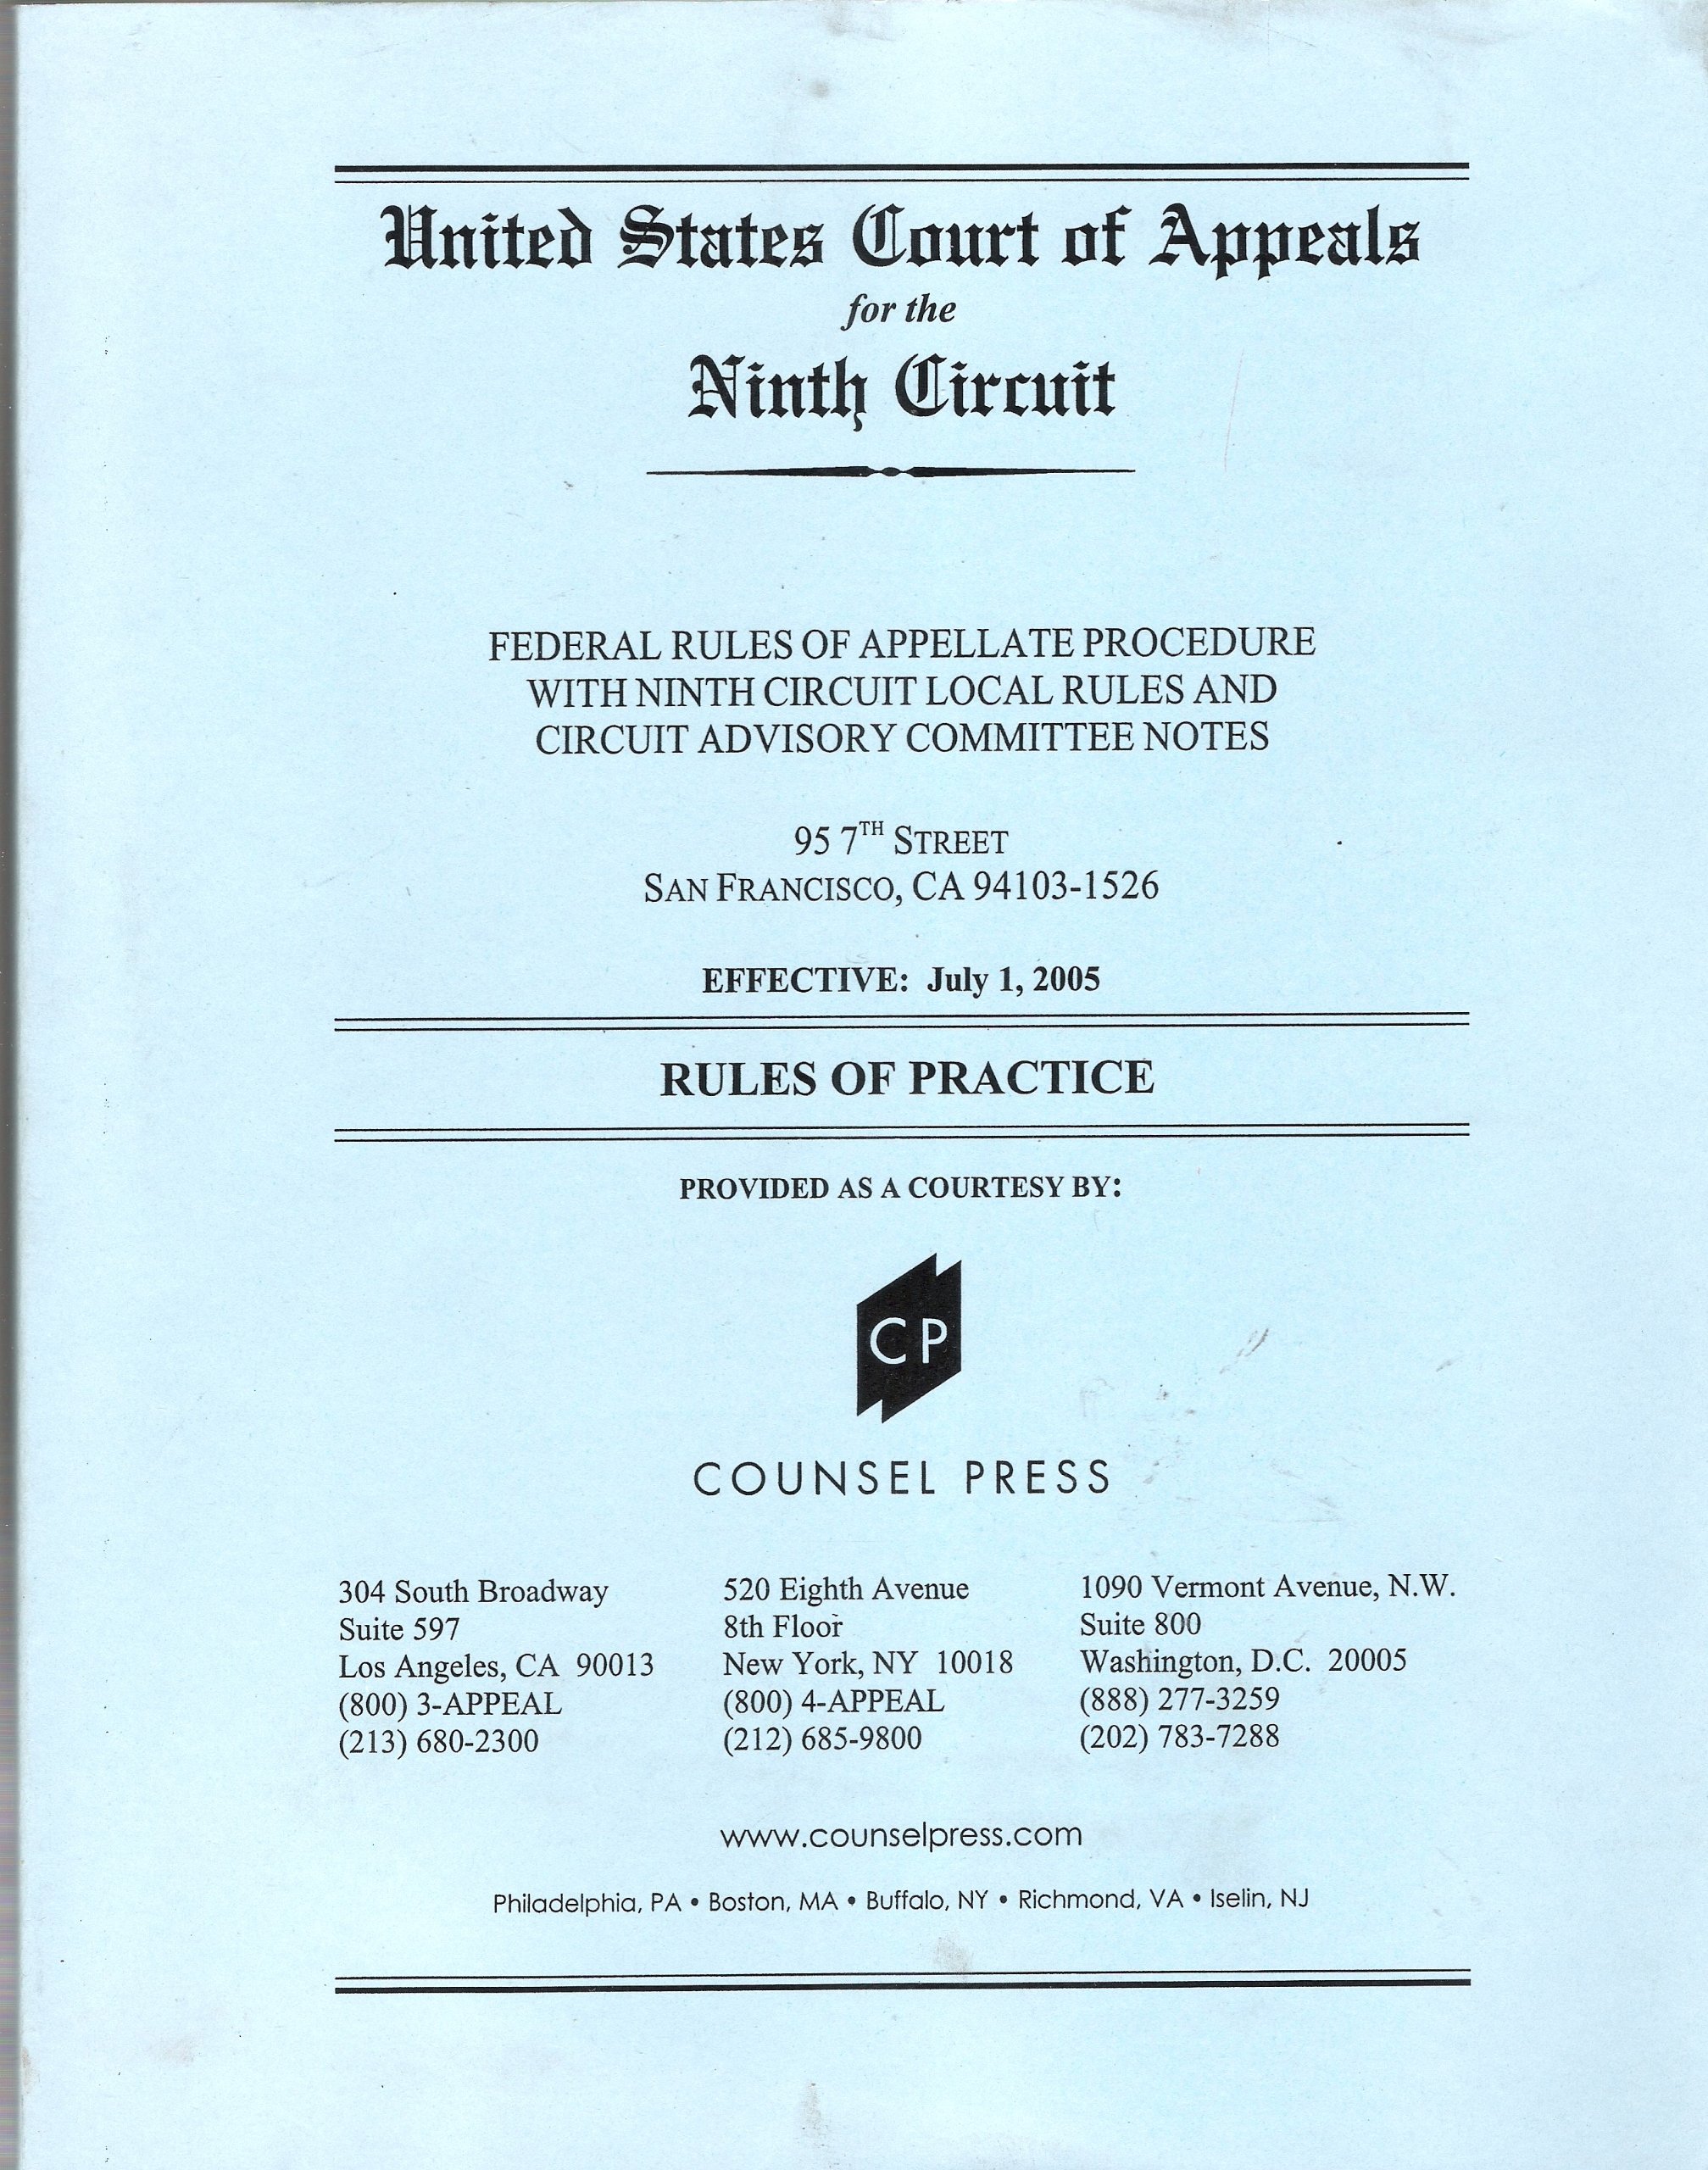 United States Court of Appeals
for the
Ninth Circuit
FEDERAL RULES OF APPELLATE PROCEDURE
WITH NINTH CIRCUIT LOCAL RULES AND
CIRCUIT ADVISORY COMMITTEE NOTES
95 7TH STREET
SAN FRANCISCO, CA 94103-1526
EFFECTIVE: July 1, 2005
RULES OF PRACTICE
PROVIDED AS A COURTESY BY:
CP
COUNSEL PRESS
304 South Broadway
Suite 597
Los Angeles, CA 90013
(800) 3-APPEAL
(213) 680-2300
520 Eighth Avenue
8th Floor
New York, NY 10018
(800) 4-APPEAL
(212) 685-9800
1090 Vermont Avenue, N.W.
Suite 800
Washington, D.C. 20005
(888) 277-3259
(202) 783-7288
www.counselpress.com
Philadelphia, PA • Boston, MA • Buffalo, NY • Richmond, VA • Iselin, NJ